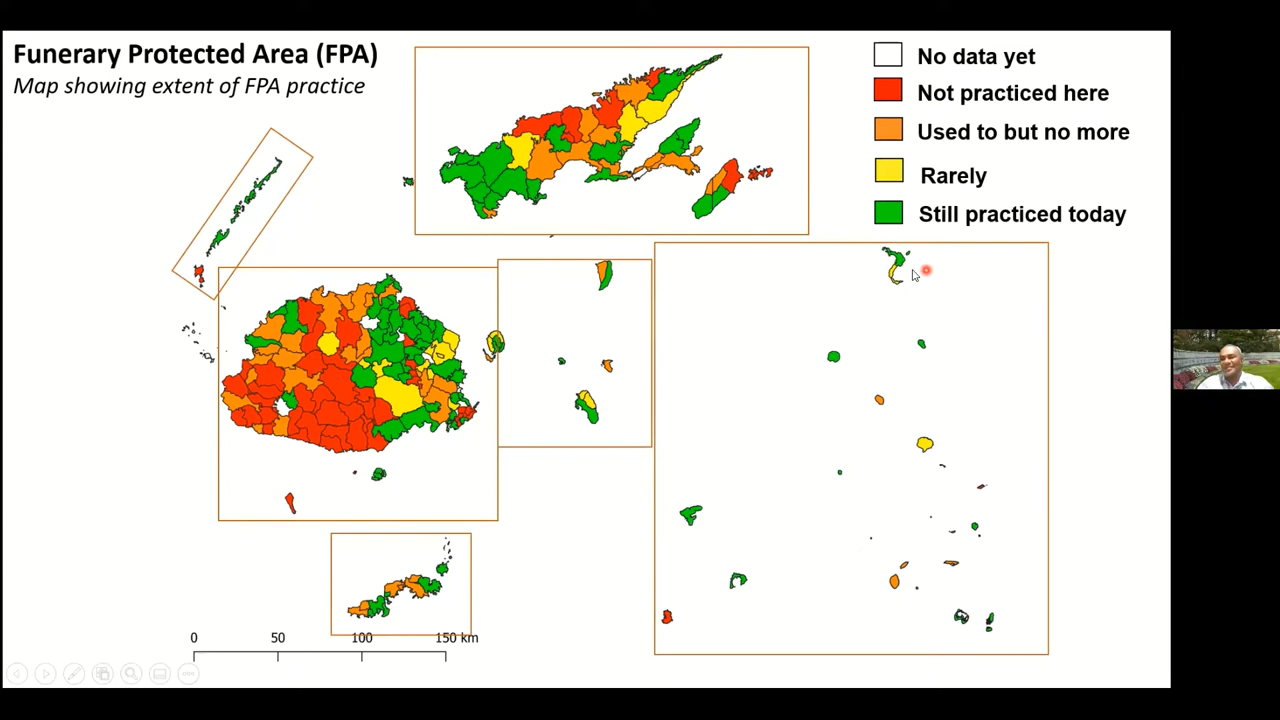 Funerary Protected Area (FPA)
Map showing extent of FPA practice
No data yet
Not practiced here
Used to but no more
Rarely
Still practiced today
0 50 100 150 km